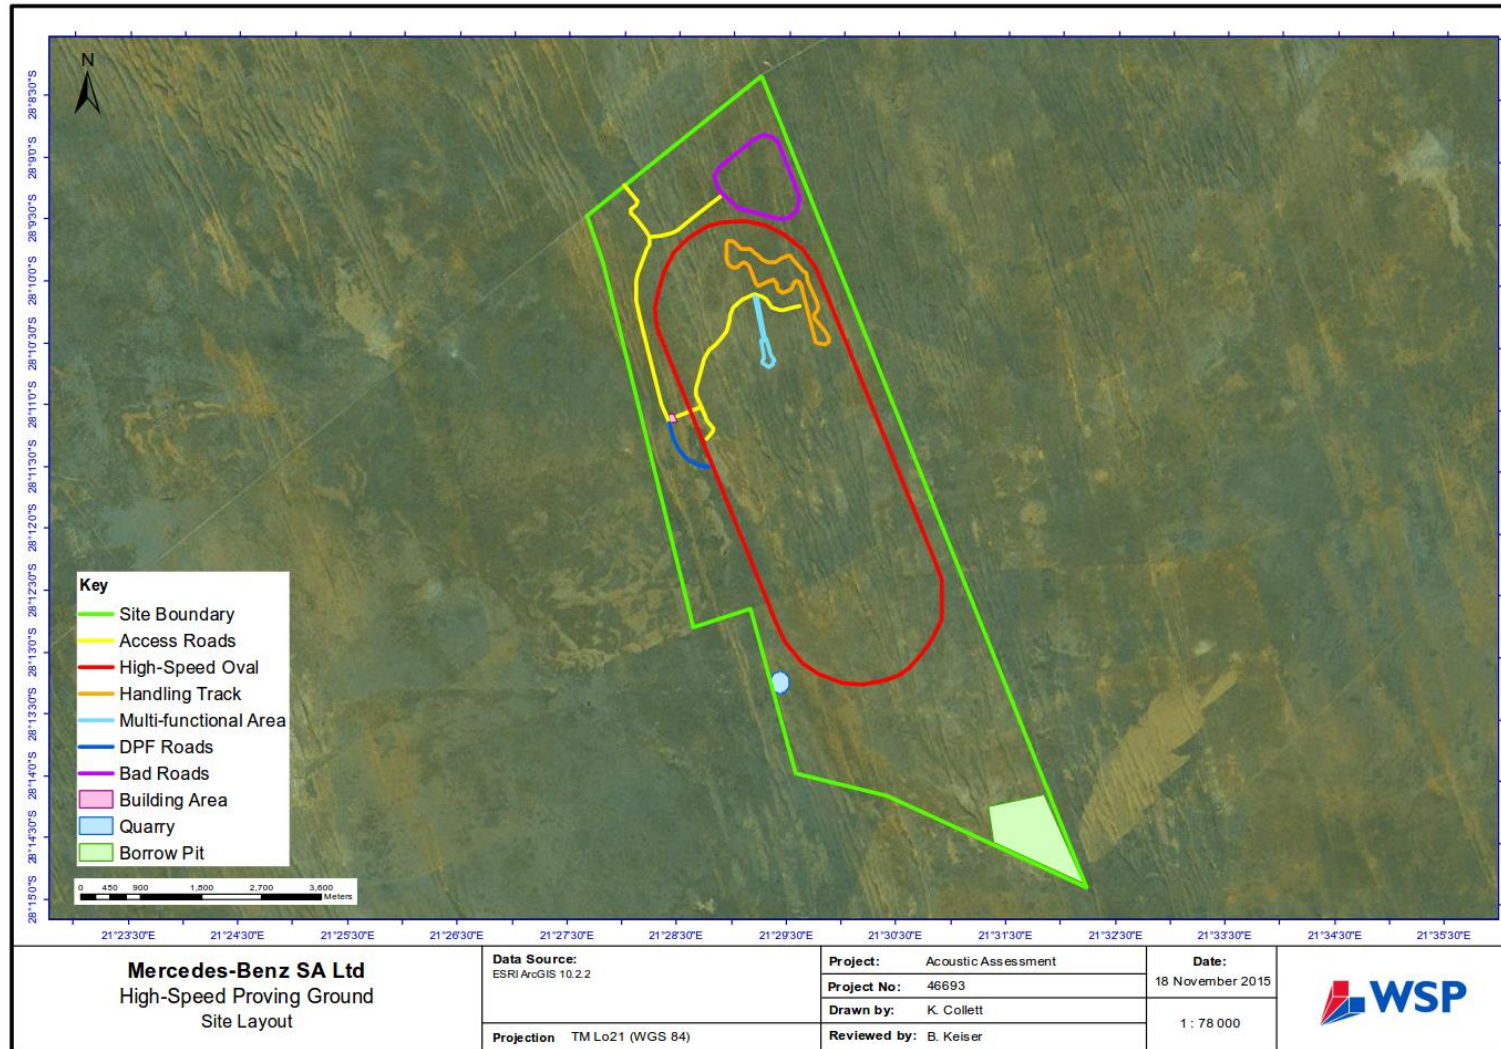 N
28°8'30"S
28°9'0"S
28°9'30"S
28°10'0"S
28°10'30"S
28°11'0"S
28°11'30"S
28°12'0"S
28°12'30"S
28°13'0"S
28°13'30"S
28°14'0"S
28°14'30"S
28°15'0"S
Key
Site Boundary
Access Roads
High-Speed Oval
Handling Track
Multi-functional Area
DPF Roads
Bad Roads
Building Area
Quarry
Borrow Pit
0 450 900 1,800 2,700 3,600
Meters
21°23'30"E 21°24'30"E 21°25'30"E 21°26'30"E 21°27'30"E 21°28'30"E 21°29'30"E 21°30'30"E 21°31'30"E 21°32'30"E 21°33'30"E 21°34'30"E 21°35'30"E
Mercedes-Benz SA Ltd
High-Speed Proving Ground
Site Layout
Data Source:
ESRI ArcGIS 10.2.2
Projection TM Lo21 (WGS 84)
Project: Acoustic Assessment
Project No: 46693
Drawn by: K. Collett
Reviewed by: B. Keiser
Date:
18 November 2015
1 : 78 000
WSP